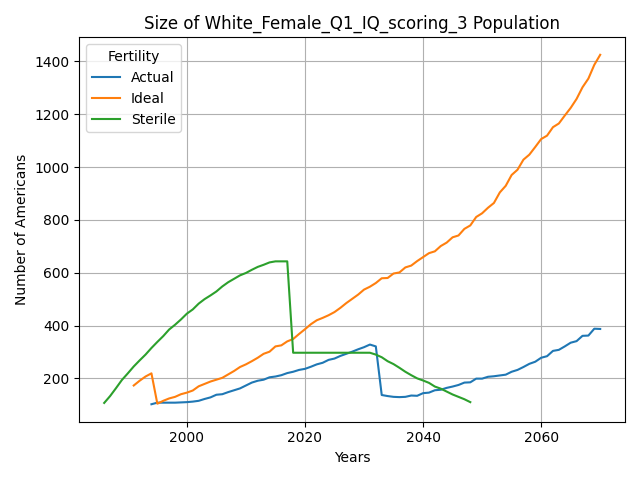 Size of White_Female_Q1_IQ_scoring_3 Population
Fertility
Actual
Ideal
Sterile
Number of Americans
1400
1200
1000
800
600
400
200
2000
2020
2040
2060
Years